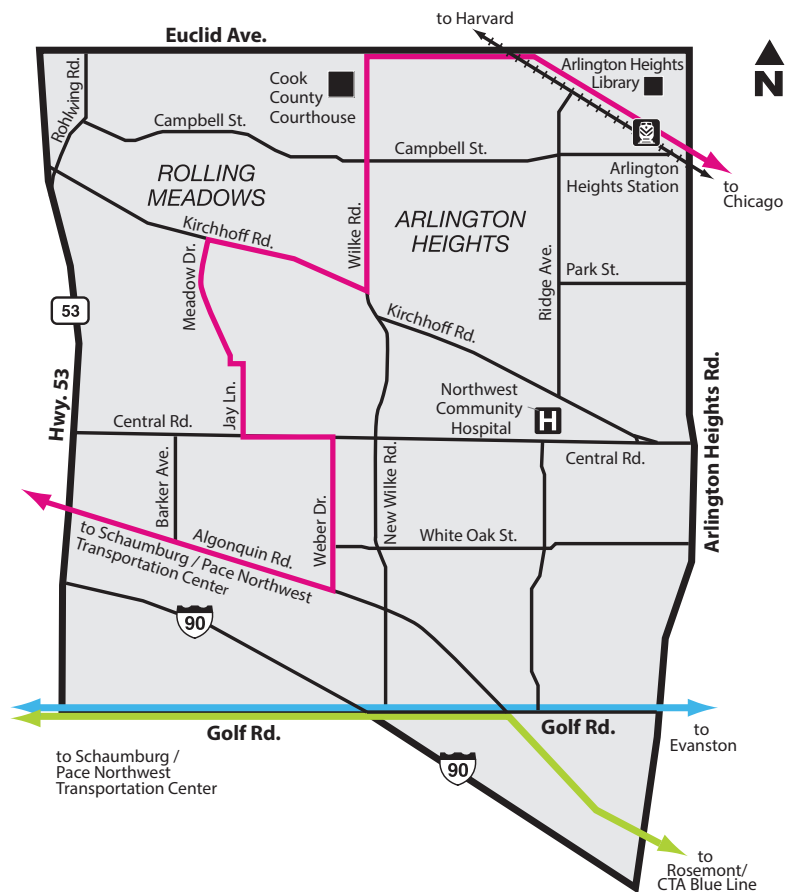 to Harvard
Euclid Ave.
N
Rohlwing Rd.
Cook
County
Courthouse
Arlington Heights
Library
Campbell St.
Campbell St.
Arlington
Heights Station
to
Chicago
ROLLING
MEADOWS
ARLINGTON
HEIGHTS
Wilke Rd.
Kirchhoff Rd.
Meadow Dr.
Ridge Ave.
Park St.
53
Kirchhoff Rd.
Hwy. 53
Jay Ln.
Northwest
Community
Hospital
H
Arlington Heights Rd.
Central Rd.
Central Rd.
Barker Ave.
New Wilke Rd.
Weber Dr.
White Oak St.
Algonquin Rd.
to Schaumburg / Pace Northwest
Transportation Center
90
Golf Rd.
Golf Rd.
to
Evanston
to Schaumburg /
Pace Northwest
Transportation Center
90
to
Rosemont/
CTA Blue Line